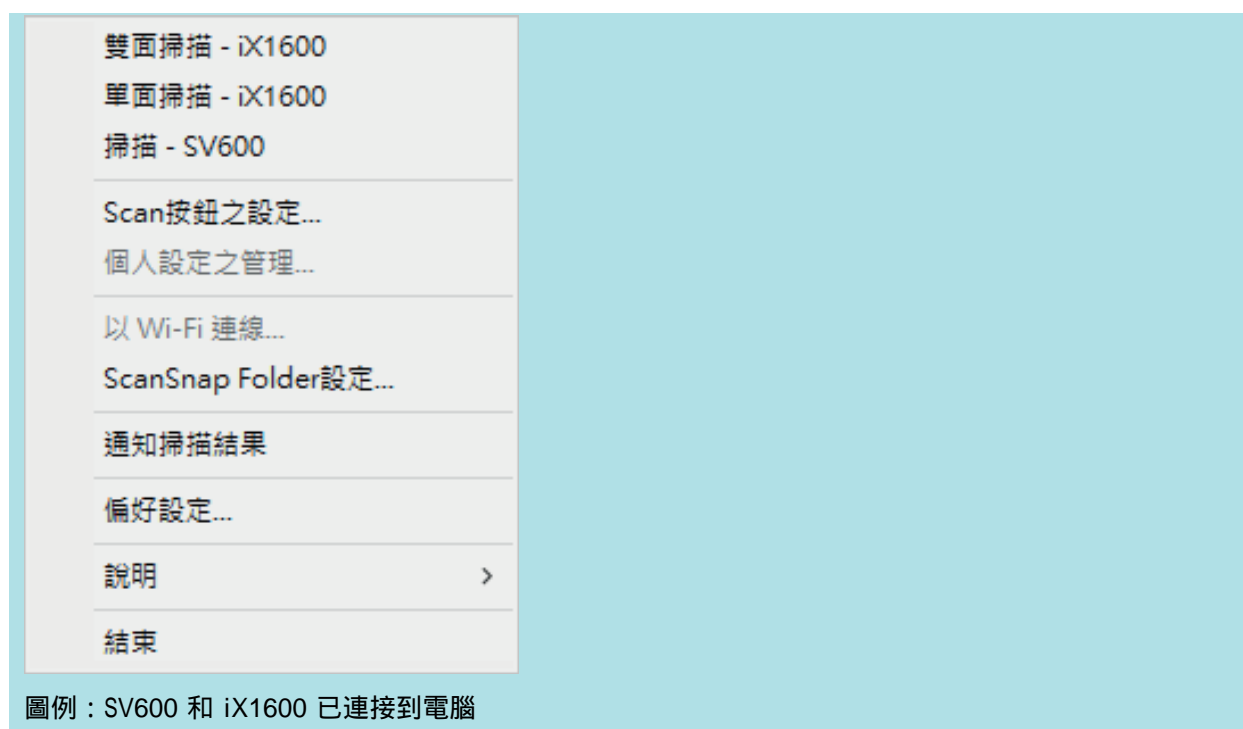 雙面掃描 - iX1600
單面掃描 - iX1600
掃描 - SV600
Scan按鈕之設定...
個人設定之管理...
以 Wi-Fi 連線...
ScanSnap Folder設定...
通知掃描結果
偏好設定...
說明 >
結束
圖例：SV600 和 iX1600 已連接到電腦